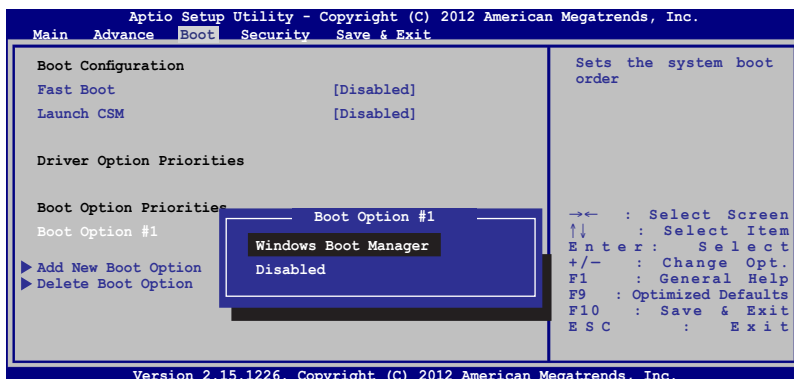 Aptio Setup Utility - Copyright (C) 2012 American Megatrends, Inc.
Main Advance Boot Security Save & Exit
Boot Configuration
Fast Boot [Disabled]
Launch CSM [Disabled]
Driver Option Priorities
Boot Option Priorities
Boot Option #1
Add New Boot Option
Delete Boot Option
Boot Option #1
Windows Boot Manager
Disabled
Sets the system boot
order
→← : Select Screen
↑↓ : Select Item
Enter: Select
+/— : Change Opt.
F1 : General Help
F9 : Optimized Defaults
F10 : Save & Exit
ESC : Exit
Version 2.15.1226. Copyright (C) 2012 American Megatrends, Inc.